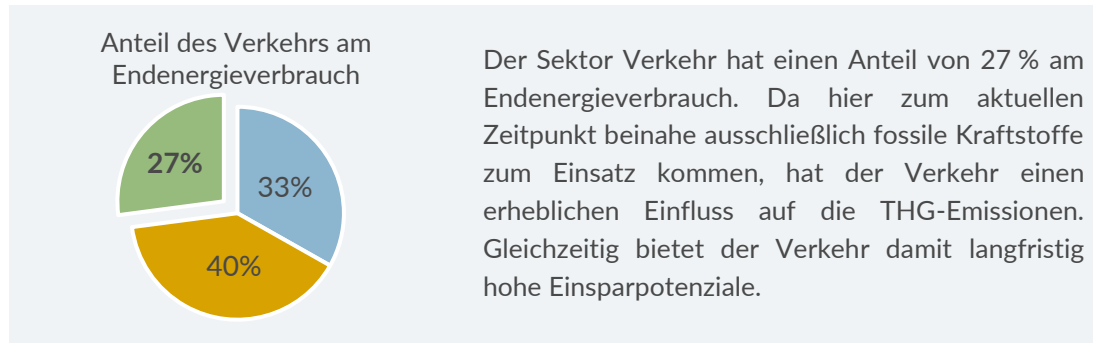 Anteil des Verkehrs am
Endenergieverbrauch
27%
33%
40%
Der Sektor Verkehr hat einen Anteil von 27 % am
Endenergieverbrauch. Da hier zum aktuellen
Zeitpunkt beinahe ausschließlich fossile Kraftstoffe
zum Einsatz kommen, hat der Verkehr einen
erheblichen Einfluss auf die THG-Emissionen.
Gleichzeitig bietet der Verkehr damit langfristig
hohe Einsparpotenziale.